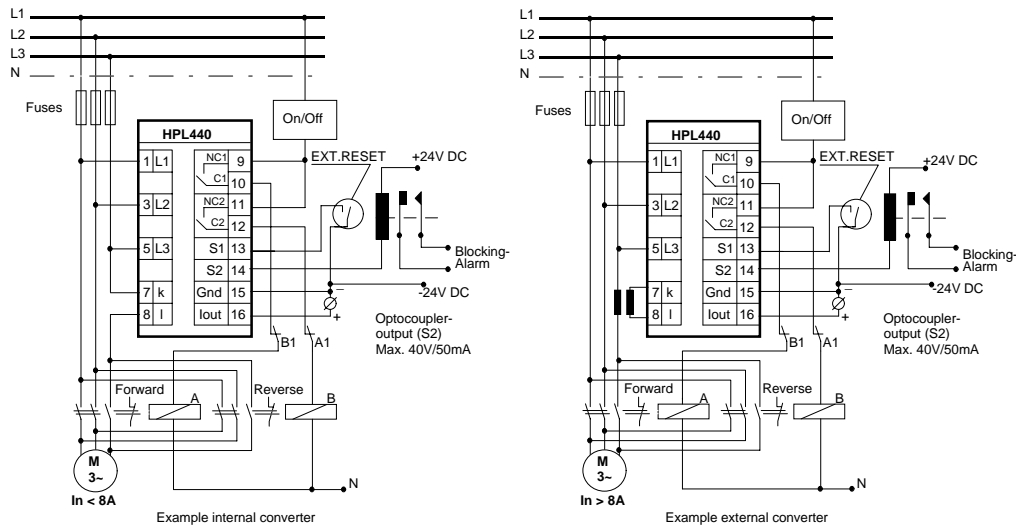 L1
L2
L3
N
Fuses
On/Off
HPL440
1 L1
3 L2
5 L3
7 k
8 l
NC1 9
C1 10
NC2 11
C2 12
S1 13
S2 14
Gnd 15
Iout 16
EXT.RESET
+24V DC
Blocking-
Alarm
-24V DC
−
+
Optocoupler-
output (S2)
Max. 40V/50mA
B1
A1
Forward
A
Reverse
B
M
3~
In < 8A
N
Example internal converter
L1
L2
L3
N
Fuses
On/Off
HPL440
1 L1
3 L2
5 L3
7 k
8 l
NC1 9
C1 10
NC2 11
C2 12
S1 13
S2 14
Gnd 15
Iout 16
EXT.RESET
+24V DC
Blocking-
Alarm
-24V DC
−
+
Optocoupler-
output (S2)
Max. 40V/50mA
B1
A1
Forward
A
Reverse
B
M
3~
In > 8A
N
Example external converter